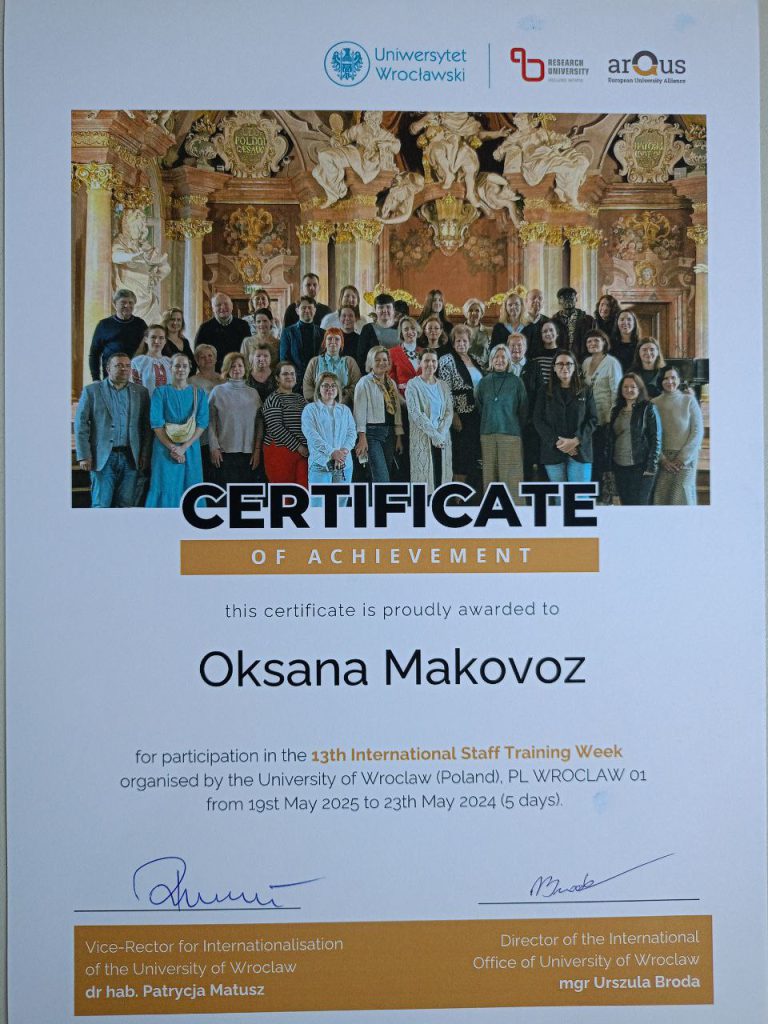 Uniwersytet
Wrocławski
RESEARCH
UNIVERSITY
arQus
European University Alliance
CERTIFICATE
OF ACHIEVEMENT
this certificate is proudly awarded to
Oksana Makovoz
for participation in the 13th International Staff Training Week
organised by the University of Wroclaw (Poland), PL WROCLAW 01
from 19st May 2025 to 23th May 2024 (5 days).
Vice-Rector for Internationalisation
of the University of Wroclaw
dr hab. Patrycja Matusz
Director of the International
Office of University of Wroclaw
mgr Urszula Broda